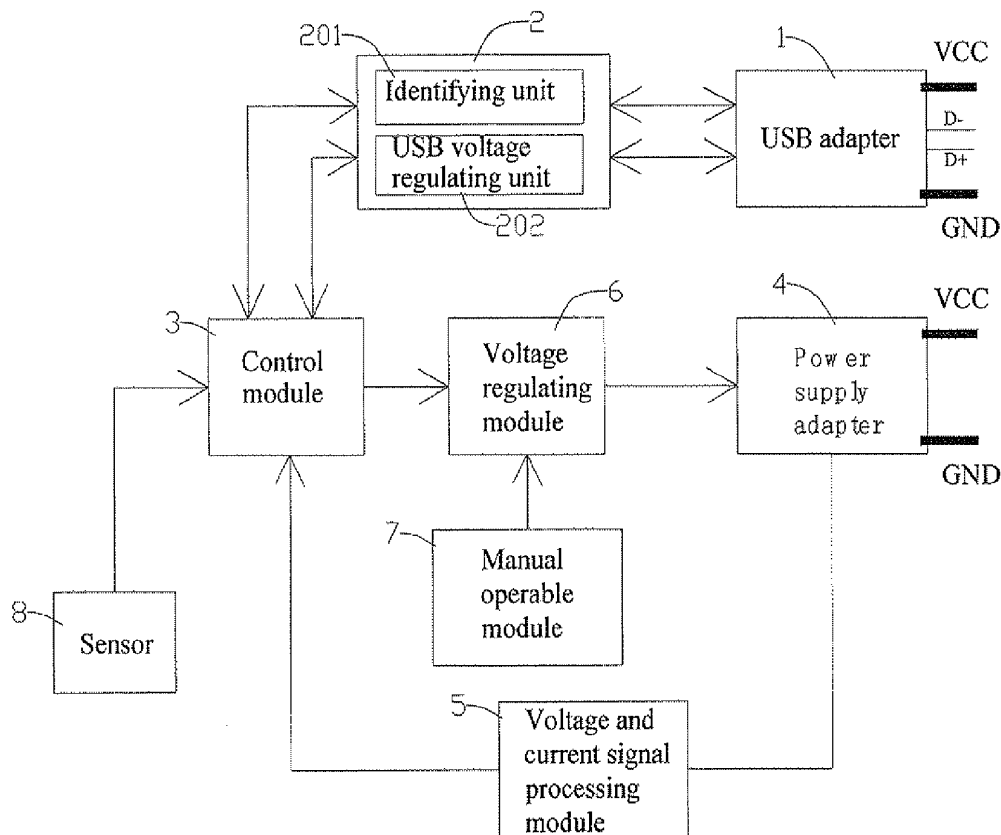 201
2
1
VCC
Identifying unit
USB voltage
regulating unit
202
USB adapter
D-
D+
GND
3
Control
module
6
Voltage
regulating
module
4
VCC
Power
supply
adapter
GND
7
Manual
operable
module
8
Sensor
5
Voltage and
current signal
processing
module